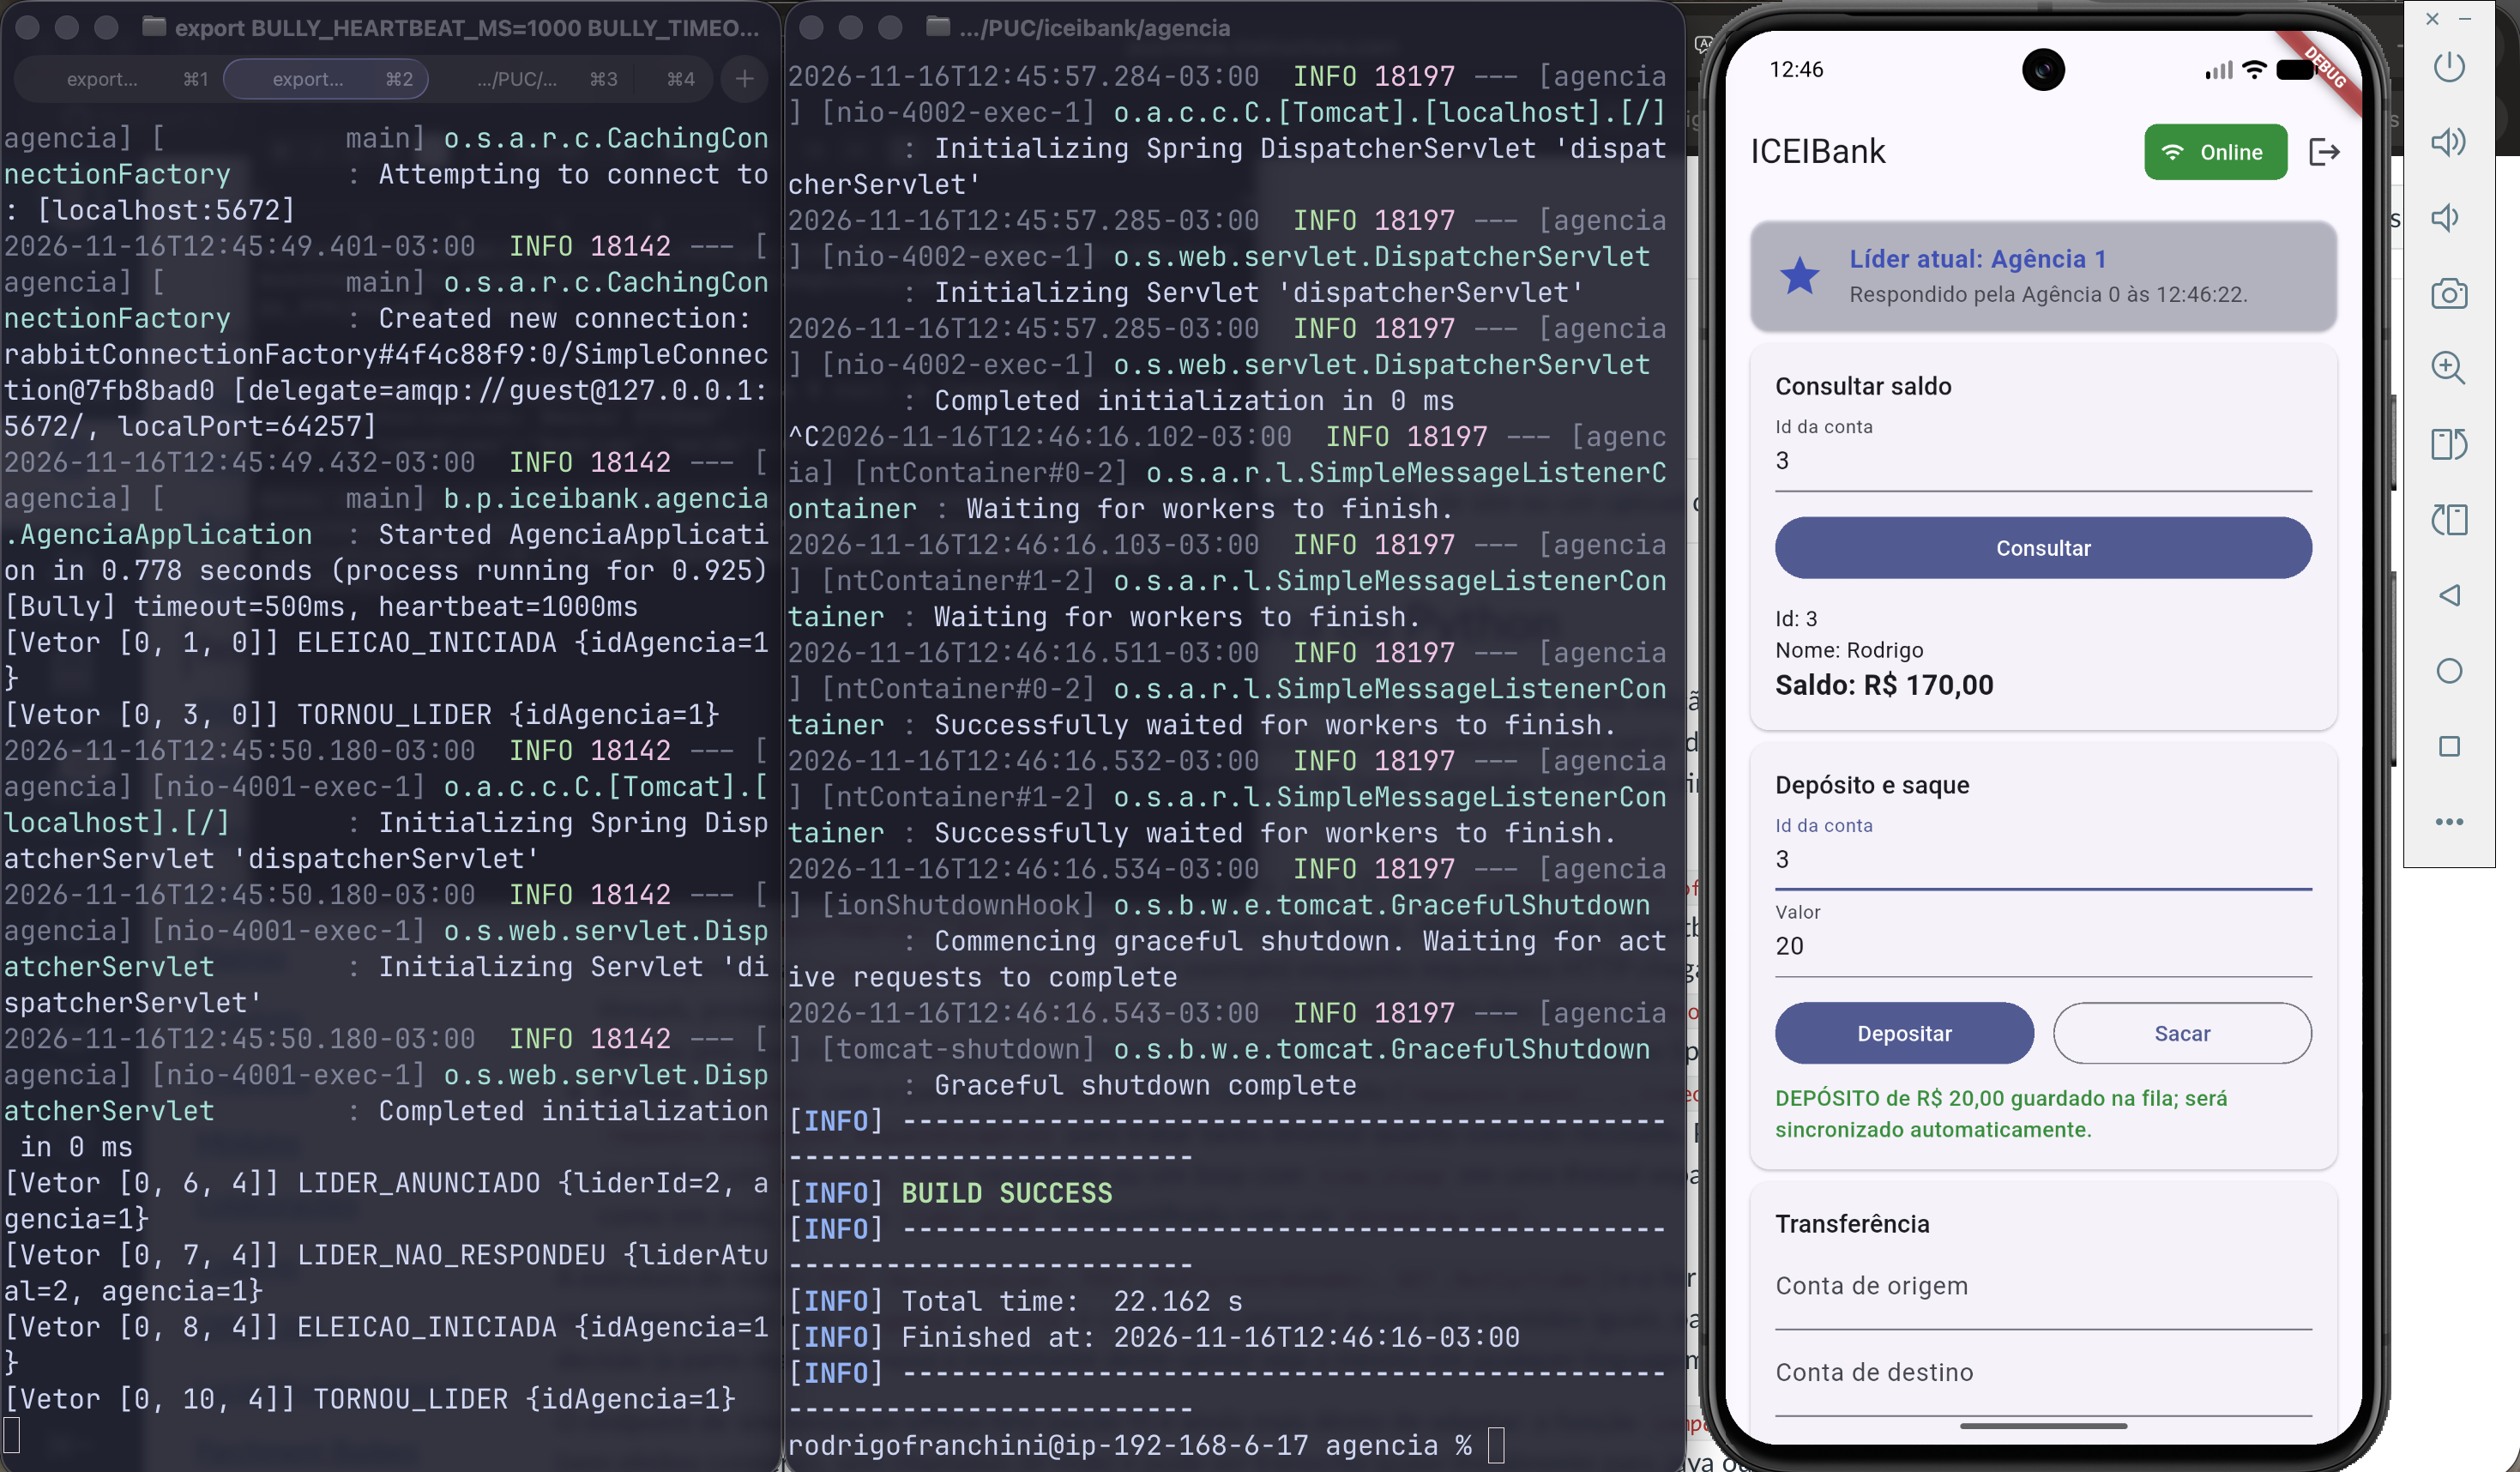 export BULLY_HEARTBEAT_MS=1000 BULLY_TIMEO...
export... ⌘1 export... ⌘2 .../PUC/... ⌘3 ⌘4 +
agencia] [           main] o.s.a.r.c.CachingCon
nectionFactory       : Attempting to connect to
: [localhost:5672]
2026-11-16T12:45:49.401-03:00  INFO 18142 --- [
agencia] [           main] o.s.a.r.c.CachingCon
nectionFactory       : Created new connection:
rabbitConnectionFactory#4f4c88f9:0/SimpleConnec
tion@7fb8bad0 [delegate=amqp://guest@127.0.0.1:
5672/, localPort=64257]
2026-11-16T12:45:49.432-03:00  INFO 18142 --- [
agencia] [           main] b.p.iceibank.agencia
.AgenciaApplication  : Started AgenciaApplicati
on in 0.778 seconds (process running for 0.925)
[Bully] timeout=500ms, heartbeat=1000ms
[Vetor [0, 1, 0]] ELEICAO_INICIADA {idAgencia=1
}
[Vetor [0, 3, 0]] TORNOU_LIDER {idAgencia=1}
2026-11-16T12:45:50.180-03:00  INFO 18142 --- [
agencia] [nio-4001-exec-1] o.a.c.c.C.[Tomcat].[
localhost].[/]       : Initializing Spring Disp
atcherServlet 'dispatcherServlet'
2026-11-16T12:45:50.180-03:00  INFO 18142 --- [
agencia] [nio-4001-exec-1] o.s.web.servlet.Disp
atcherServlet        : Initializing Servlet 'di
spatcherServlet'
2026-11-16T12:45:50.180-03:00  INFO 18142 --- [
agencia] [nio-4001-exec-1] o.s.web.servlet.Disp
atcherServlet        : Completed initialization
 in 0 ms
[Vetor [0, 6, 4]] LIDER_ANUNCIADO {liderId=2, a
gencia=1}
[Vetor [0, 7, 4]] LIDER_NAO_RESPONDEU {liderAtu
al=2, agencia=1}
[Vetor [0, 8, 4]] ELEICAO_INICIADA {idAgencia=1
}
[Vetor [0, 10, 4]] TORNOU_LIDER {idAgencia=1}
.../PUC/iceibank/agencia
2026-11-16T12:45:57.284-03:00  INFO 18197 --- [agencia
] [nio-4002-exec-1] o.a.c.c.C.[Tomcat].[localhost].[/]
       : Initializing Spring DispatcherServlet 'dispat
cherServlet'
2026-11-16T12:45:57.285-03:00  INFO 18197 --- [agencia
] [nio-4002-exec-1] o.s.web.servlet.DispatcherServlet
       : Initializing Servlet 'dispatcherServlet'
2026-11-16T12:45:57.285-03:00  INFO 18197 --- [agencia
] [nio-4002-exec-1] o.s.web.servlet.DispatcherServlet
       : Completed initialization in 0 ms
^C2026-11-16T12:46:16.102-03:00  INFO 18197 --- [agenc
ia] [ntContainer#0-2] o.s.a.r.l.SimpleMessageListenerC
ontainer : Waiting for workers to finish.
2026-11-16T12:46:16.103-03:00  INFO 18197 --- [agencia
] [ntContainer#1-2] o.s.a.r.l.SimpleMessageListenerCon
tainer : Waiting for workers to finish.
2026-11-16T12:46:16.511-03:00  INFO 18197 --- [agencia
] [ntContainer#0-2] o.s.a.r.l.SimpleMessageListenerCon
tainer : Successfully waited for workers to finish.
2026-11-16T12:46:16.532-03:00  INFO 18197 --- [agencia
] [ntContainer#1-2] o.s.a.r.l.SimpleMessageListenerCon
tainer : Successfully waited for workers to finish.
2026-11-16T12:46:16.534-03:00  INFO 18197 --- [agencia
] [ionShutdownHook] o.s.b.w.e.tomcat.GracefulShutdown
       : Commencing graceful shutdown. Waiting for act
ive requests to complete
2026-11-16T12:46:16.543-03:00  INFO 18197 --- [agencia
] [tomcat-shutdown] o.s.b.w.e.tomcat.GracefulShutdown
       : Graceful shutdown complete
[INFO] -----------------------------------------------
-------------------------
[INFO] BUILD SUCCESS
[INFO] -----------------------------------------------
-------------------------
[INFO] Total time:  22.162 s
[INFO] Finished at: 2026-11-16T12:46:16-03:00
[INFO] -----------------------------------------------
-------------------------
rodrigofranchini@ip-192-168-6-17 agencia %
12:46
DEBUG
ICEIBank
Online
Líder atual: Agência 1
Respondido pela Agência 0 às 12:46:22.
Consultar saldo
Id da conta
3
Consultar
Id: 3
Nome: Rodrigo
Saldo: R$ 170,00
Depósito e saque
Id da conta
3
Valor
20
Depositar Sacar
DEPÓSITO de R$ 20,00 guardado na fila; será
sincronizado automaticamente.
Transferência
Conta de origem
Conta de destino